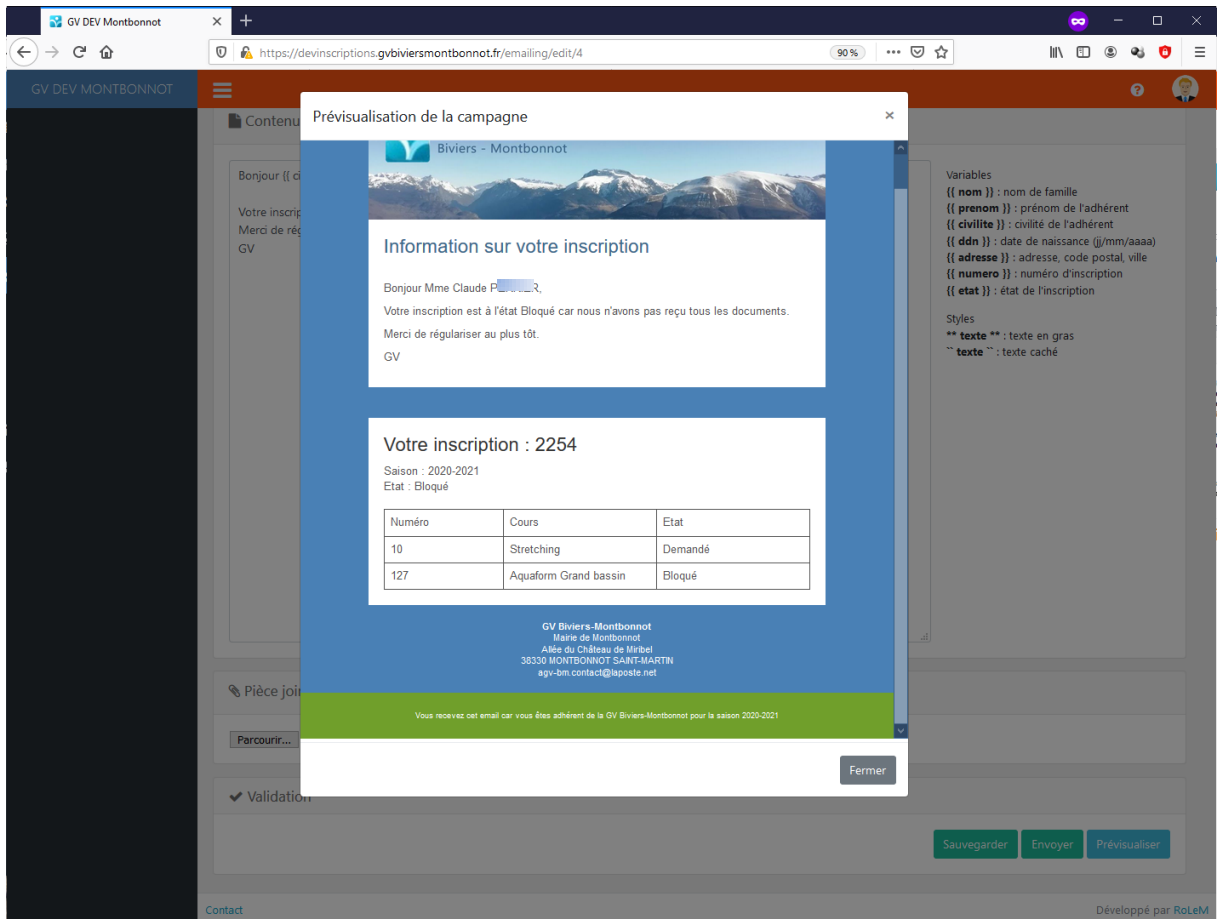 GV DEV Montbonnot
https://devinscriptions.gvbiviersmontbonnot.fr/emailing/edit/4
90 %
GV DEV MONTBONNOT
Contenu
Prévisualisation de la campagne
×
Bonjour {{
Votre
Merci de
GV
Biviers - Montbonnot
Information sur votre inscription
Bonjour Mme Claude
Votre inscription est à l'état Bloqué car nous n'avons pas reçu tous les documents.
Merci de régulariser au plus tôt.
GV
Votre inscription : 2254
Saison : 2020-2021
Etat : Bloqué
Numéro Cours Etat
10 Stretching Demandé
127 Aquaform Grand bassin Bloqué
GV Biviers-Montbonnot
Mairie de Montbonnot
Allée du Château de Miribel
38330 MONTBONNOT SAINT-MARTIN
agv-bm.contact@laposte.net
Vous recevez cet email car vous êtes adhérent de la GV Biviers-Montbonnot pour la saison 2020-2021
Fermer
Variables
{{ nom }} : nom de famille
{{ prenom }} : prénom de l'adhérent
{{ civilite }} : civilité de l'adhérent
{{ ddn }} : date de naissance (jj/mm/aaaa)
{{ adresse }} : adresse, code postal, ville
{{ numero }} : numéro d'inscription
{{ etat }} : état de l'inscription
Styles
** texte ** : texte en gras
`` texte `` : texte caché
Pièce
Parcourir...
Validation
Sauvegarder Envoyer Prévisualiser
Contact
Développé par RoLeM